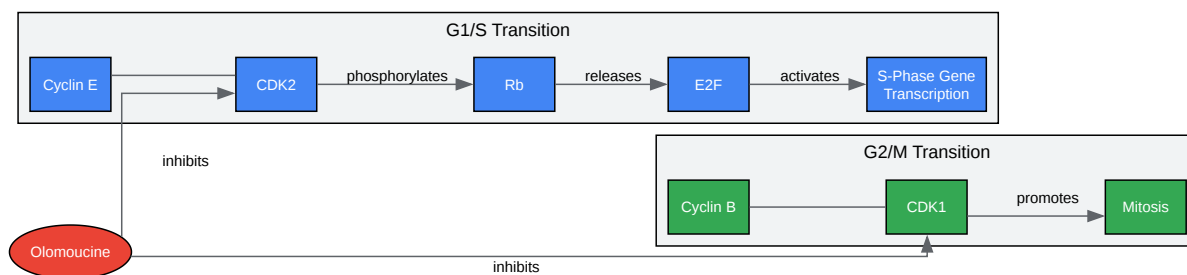 G1/S Transition
Cyclin E
CDK2
phosphorylates
Rb
releases
E2F
activates
S-Phase Gene
Transcription
inhibits
G2/M Transition
Cyclin B
CDK1
promotes
Mitosis
Olomoucine
inhibits